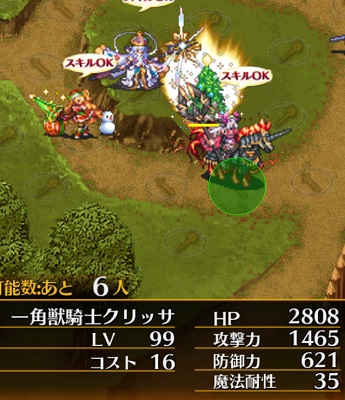 スキルOK
スキルOK
可能数:あと 6人
一角獣騎士クリッサ
LV 99
コスト 16
HP 2808
攻撃力 1465
防御力 621
魔法耐性 35